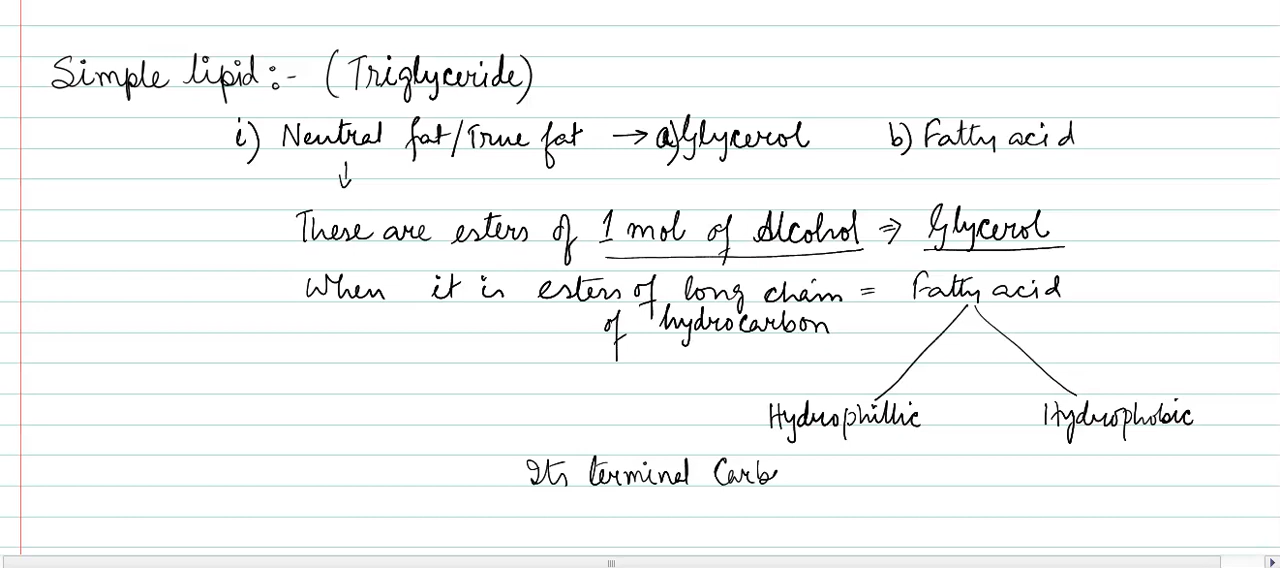 Simple lipid:- (Triglyceride)
i) Neutral fat/True fat → a) Glycerol b) Fatty acid
↓
These are esters of 1 mol of Alcohol ⇒ Glycerol
When it is esters of long chain = Fatty acid
of hydrocarbon
Hydrophillic Hydrophobic
Its terminal Carb